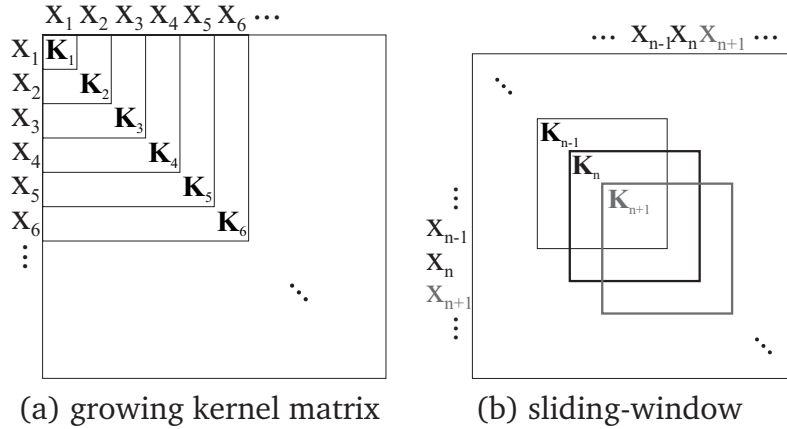 X₁ X₂ X₃ X₄ X₅ X₆ ...
X₁ K₁
X₂ K₂
X₃ K₃
X₄ K₄
X₅ K₅
X₆ K₆
⋮
⋱
(a) growing kernel matrix
... Xₙ₋₁ Xₙ Xₙ₊₁ ...
⋱
Kₙ₋₁
Kₙ
Kₙ₊₁
⋮
Xₙ₋₁
Xₙ
Xₙ₊₁
⋮
⋱
(b) sliding-window